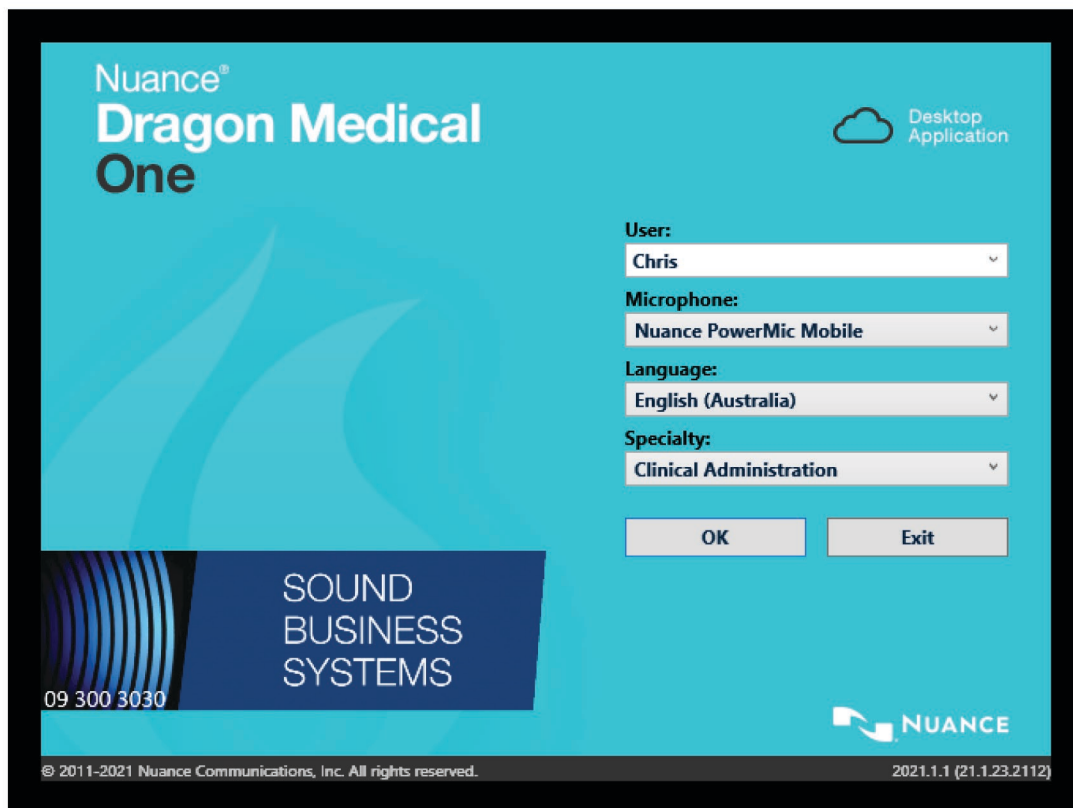 Nuance®
Dragon Medical
One
Desktop
Application
User:
Chris
Microphone:
Nuance PowerMic Mobile
Language:
English (Australia)
Specialty:
Clinical Administration
OK
Exit
SOUND
BUSINESS
SYSTEMS
09 300 3030
NUANCE
© 2011-2021 Nuance Communications, Inc. All rights reserved.
2021.1.1 (21.1.23.2112)